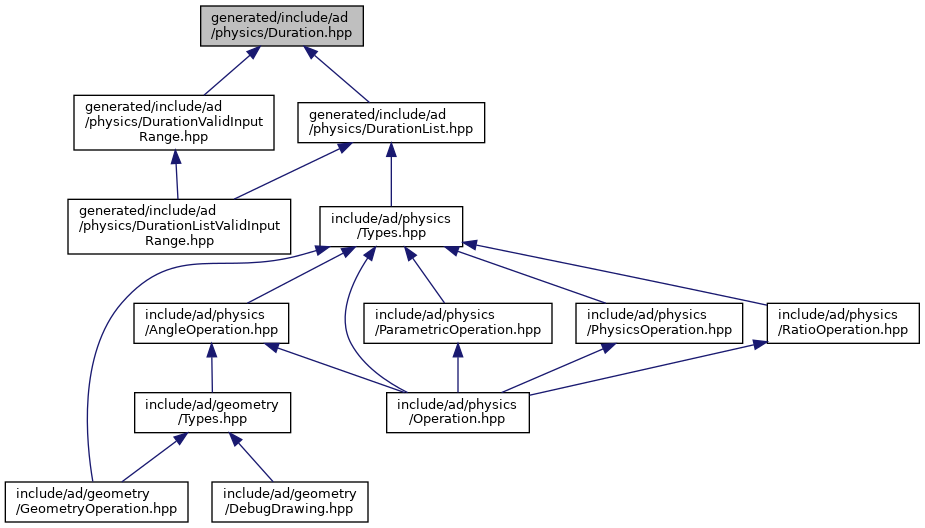 generated/include/ad
/physics/Duration.hpp
generated/include/ad
/physics/DurationValidInput
Range.hpp
generated/include/ad
/physics/DurationList.hpp
generated/include/ad
/physics/DurationListValidInput
Range.hpp
include/ad/physics
/Types.hpp
include/ad/physics
/AngleOperation.hpp
include/ad/physics
/ParametricOperation.hpp
include/ad/physics
/PhysicsOperation.hpp
include/ad/physics
/RatioOperation.hpp
include/ad/geometry
/Types.hpp
include/ad/physics
/Operation.hpp
include/ad/geometry
/GeometryOperation.hpp
include/ad/geometry
/DebugDrawing.hpp